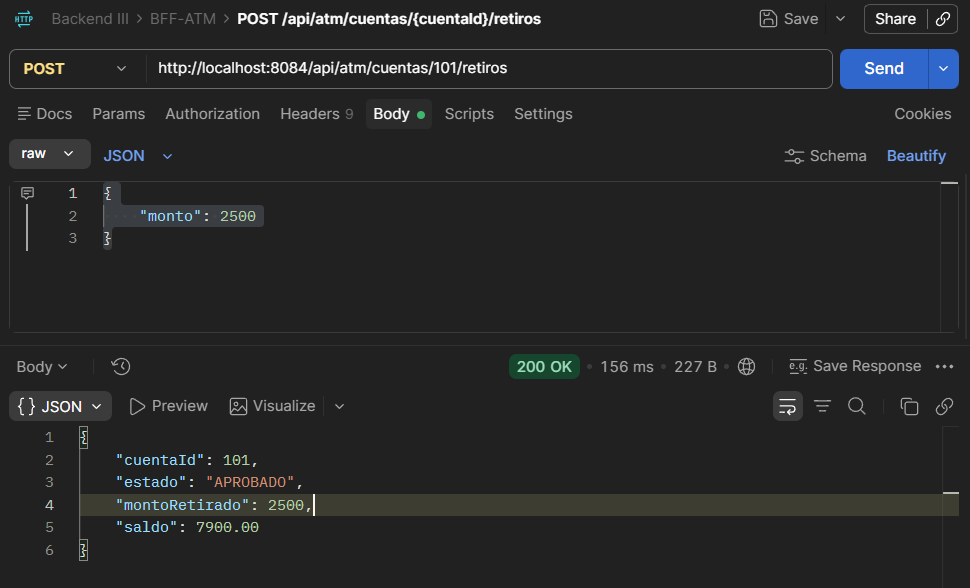 HTTP Backend III > BFF-ATM > POST /api/atm/cuentas/{cuentaId}/retiros Save Share
POST http://localhost:8084/api/atm/cuentas/101/retiros Send
Docs Params Authorization Headers 9 Body Scripts Settings Cookies
raw JSON Schema Beautify
1 {
2 "monto": 2500
3 }
Body 200 OK • 156 ms • 227 B e.g. Save Response
{} JSON Preview Visualize
1 {
2 "cuentaId": 101,
3 "estado": "APROBADO",
4 "montoRetirado": 2500,
5 "saldo": 7900.00
6 }